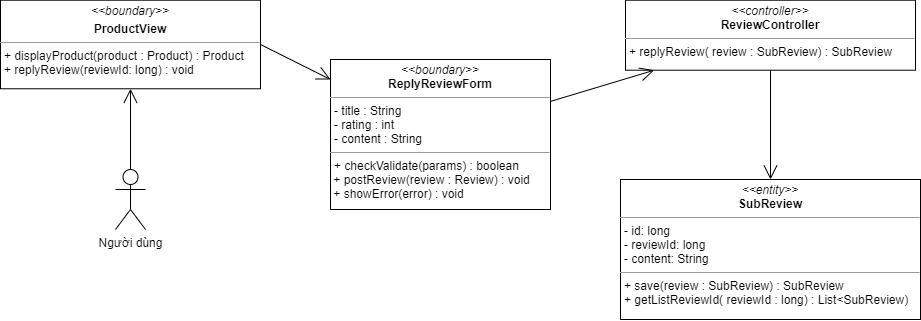 <<boundary>>
ProductView
+ displayProduct(product : Product) : Product
+ replyReview(reviewId: long) : void
<<boundary>>
ReplyReviewForm
- title : String
- rating : int
- content : String
+ checkValidate(params) : boolean
+ postReview(review : Review) : void
+ showError(error) : void
<<controller>>
ReviewController
+ replyReview( review : SubReview) : SubReview
<<entity>>
SubReview
- id: long
- reviewId: long
- content: String
+ save(review : SubReview) : SubReview
+ getListReviewId( reviewId : long) : List<SubReview)
Người dùng